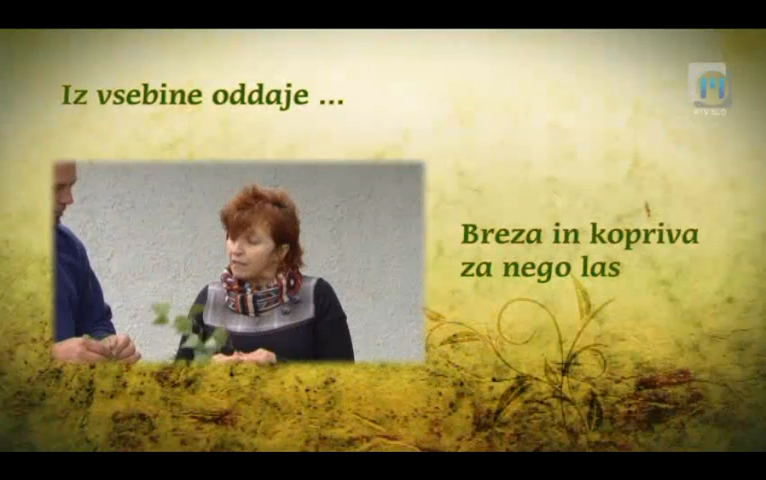 Iz vsebine oddaje ...
Breza in kopriva
za nego las